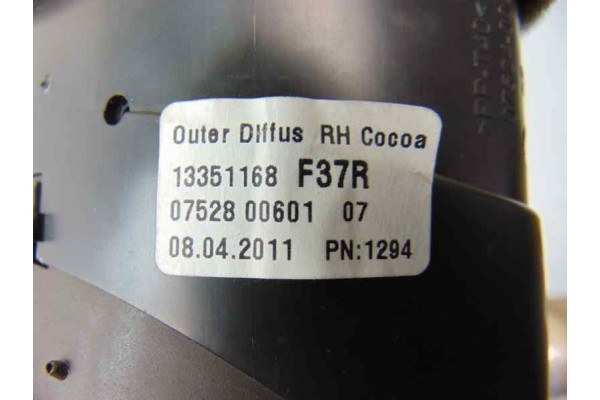 Outer Diffus RH Cocoa
13351168 F37R
07528 00601 07
08.04.2011 PN:1294